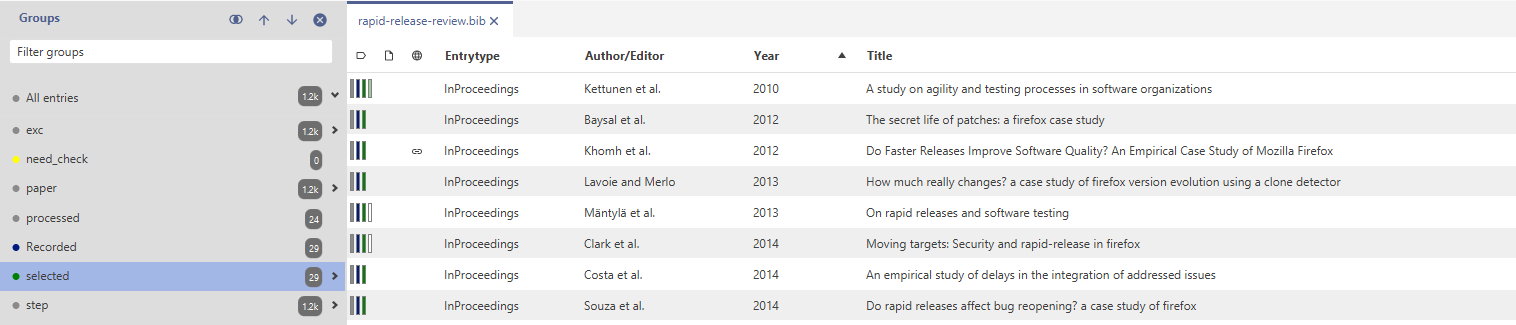 Groups
Filter groups
All entries 1.2k
exc 1.2k
need_check 0
paper 1.2k
processed 24
Recorded 29
selected 29
step 1.2k
rapid-release-review.bib
Entrytype Author/Editor Year Title
InProceedings Kettunen et al. 2010 A study on agility and testing processes in software organizations
InProceedings Baysal et al. 2012 The secret life of patches: a firefox case study
InProceedings Khomh et al. 2012 Do Faster Releases Improve Software Quality? An Empirical Case Study of Mozilla Firefox
InProceedings Lavoie and Merlo 2013 How much really changes? a case study of firefox version evolution using a clone detector
InProceedings Mäntylä et al. 2013 On rapid releases and software testing
InProceedings Clark et al. 2014 Moving targets: Security and rapid-release in firefox
InProceedings Costa et al. 2014 An empirical study of delays in the integration of addressed issues
InProceedings Souza et al. 2014 Do rapid releases affect bug reopening? a case study of firefox